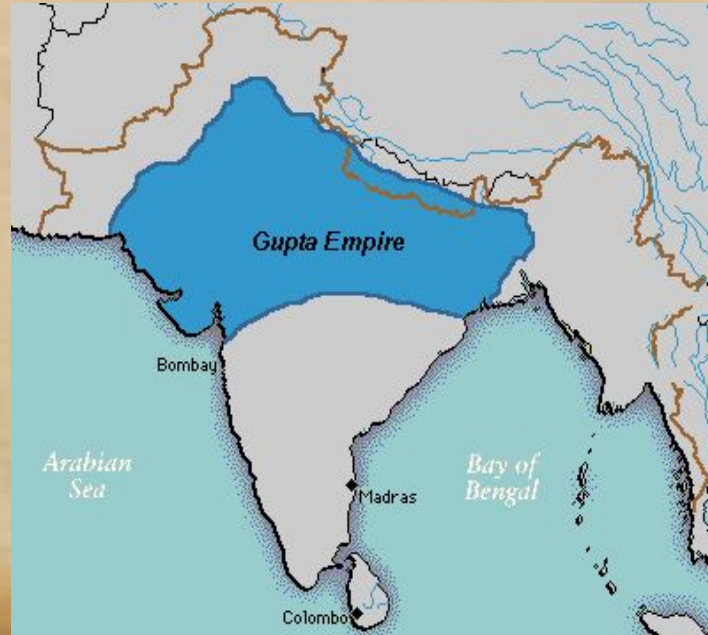 Gupta Empire
Bombay
Arabian
Sea
Bay of
Bengal
Madras
Colombo